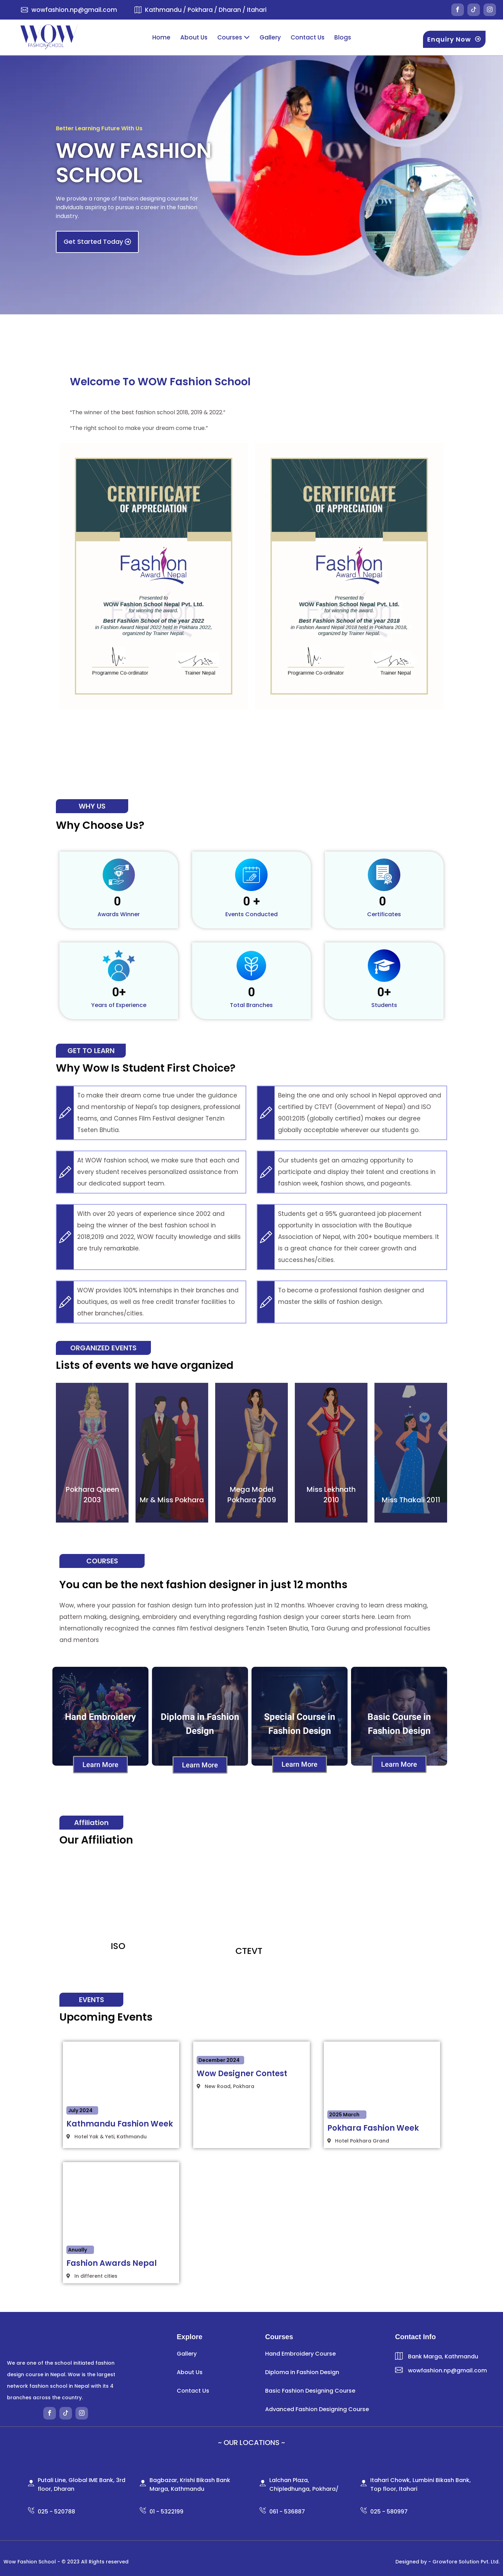 wowfashion.np@gmail.com
Kathmandu / Pokhara / Dharan / Itahari
WOW
FASHION SCHOOL
Home
About Us
Courses
Gallery
Contact Us
Blogs
Enquiry Now
Better Learning Future With Us
WOW FASHION
SCHOOL
We provide a range of fashion designing courses for
individuals aspiring to pursue a career in the fashion
industry.
Get Started Today
Welcome To WOW Fashion School
"The winner of the best fashion school 2018, 2019 & 2022."
"The right school to make your dream come true."
CERTIFICATE
OF APPRECIATION
Fashion
Award Nepal
Presented to
WOW Fashion School Nepal Pvt. Ltd.
for winning the award.
Best Fashion School of the year 2022
in Fashion Award Nepal 2022 held in Pokhara 2022,
organized by Trainer Nepal.
Programme Co-ordinator
Trainer Nepal
CERTIFICATE
OF APPRECIATION
Fashion
Award Nepal
Presented to
WOW Fashion School Nepal Pvt. Ltd.
for winning the award.
Best Fashion School of the year 2018
in Fashion Award Nepal 2018 held in Pokhara 2018,
organized by Trainer Nepal.
Programme Co-ordinator
Trainer Nepal
WHY US
Why Choose Us?
0
Awards Winner
0 +
Events Conducted
0
Certificates
0+
Years of Experience
0
Total Branches
0+
Students
GET TO LEARN
Why Wow Is Student First Choice?
To make their dream come true under the guidance
and mentorship of Nepal's top designers, professional
teams, and Cannes Film Festival designer Tenzin
Tseten Bhutia.
Being the one and only school in Nepal approved and
certified by CTEVT (Government of Nepal) and ISO
9001:2015 (globally certified) makes our degree
globally acceptable wherever our students go.
At WOW fashion school, we make sure that each and
every student receives personalized assistance from
our dedicated support team.
Our students get an amazing opportunity to
participate and display their talent and creations in
fashion week, fashion shows, and pageants.
With over 20 years of experience since 2002 and
being the winner of the best fashion school in
2018,2019 and 2022, WOW faculty knowledge and skills
are truly remarkable.
Students get a 95% guaranteed job placement
opportunity in association with the Boutique
Association of Nepal, with 200+ boutique members. It
is a great chance for their career growth and
success.hes/cities.
WOW provides 100% internships in their branches and
boutiques, as well as free credit transfer facilities to
other branches/cities.
To become a professional fashion designer and
master the skills of fashion design.
ORGANIZED EVENTS
Lists of events we have organized
Pokhara Queen
2003
Mr & Miss Pokhara
Mega Model
Pokhara 2009
Miss Lekhnath
2010
Miss Thakali 2011
COURSES
You can be the next fashion designer in just 12 months
Wow, where your passion for fashion design turn into profession just in 12 months. Whoever craving to learn dress making,
pattern making, designing, embroidery and everything regarding fashion design your career starts here. Learn from
internationally recognized the cannes film festival designers Tenzin Tseten Bhutia, Tara Gurung and professional faculties
and mentors
Hand Embroidery
Learn More
Diploma in Fashion
Design
Learn More
Special Course in
Fashion Design
Learn More
Basic Course in
Fashion Design
Learn More
Affiliation
Our Affiliation
ISO
CTEVT
EVENTS
Upcoming Events
July 2024
Kathmandu Fashion Week
Hotel Yak & Yeti, Kathmandu
December 2024
Wow Designer Contest
New Road, Pokhara
2025 March
Pokhara Fashion Week
Hotel Pokhara Grand
Anually
Fashion Awards Nepal
In different cities
We are one of the school initiated fashion
design course in Nepal. Wow is the largest
network fashion school in Nepal with its 4
branches across the country.
Explore
Gallery
About Us
Contact Us
Courses
Hand Embroidery Course
Diploma in Fashion Design
Basic Fashion Designing Course
Advanced Fashion Designing Course
Contact Info
Bank Marga, Kathmandu
wowfashion.np@gmail.com
~ OUR LOCATIONS ~
Putali Line, Global IME Bank, 3rd
floor, Dharan
025 - 520788
Bagbazar, Krishi Bikash Bank
Marga, Kathmandu
01 - 5322199
Lalchan Plaza,
Chipledhunga, Pokhara/
061 - 536887
Itahari Chowk, Lumbini Bikash Bank,
Top floor, Itahari
025 - 580997
Wow Fashion School - © 2023 All Rights reserved
Designed by - Growfore Solution Pvt. Ltd.